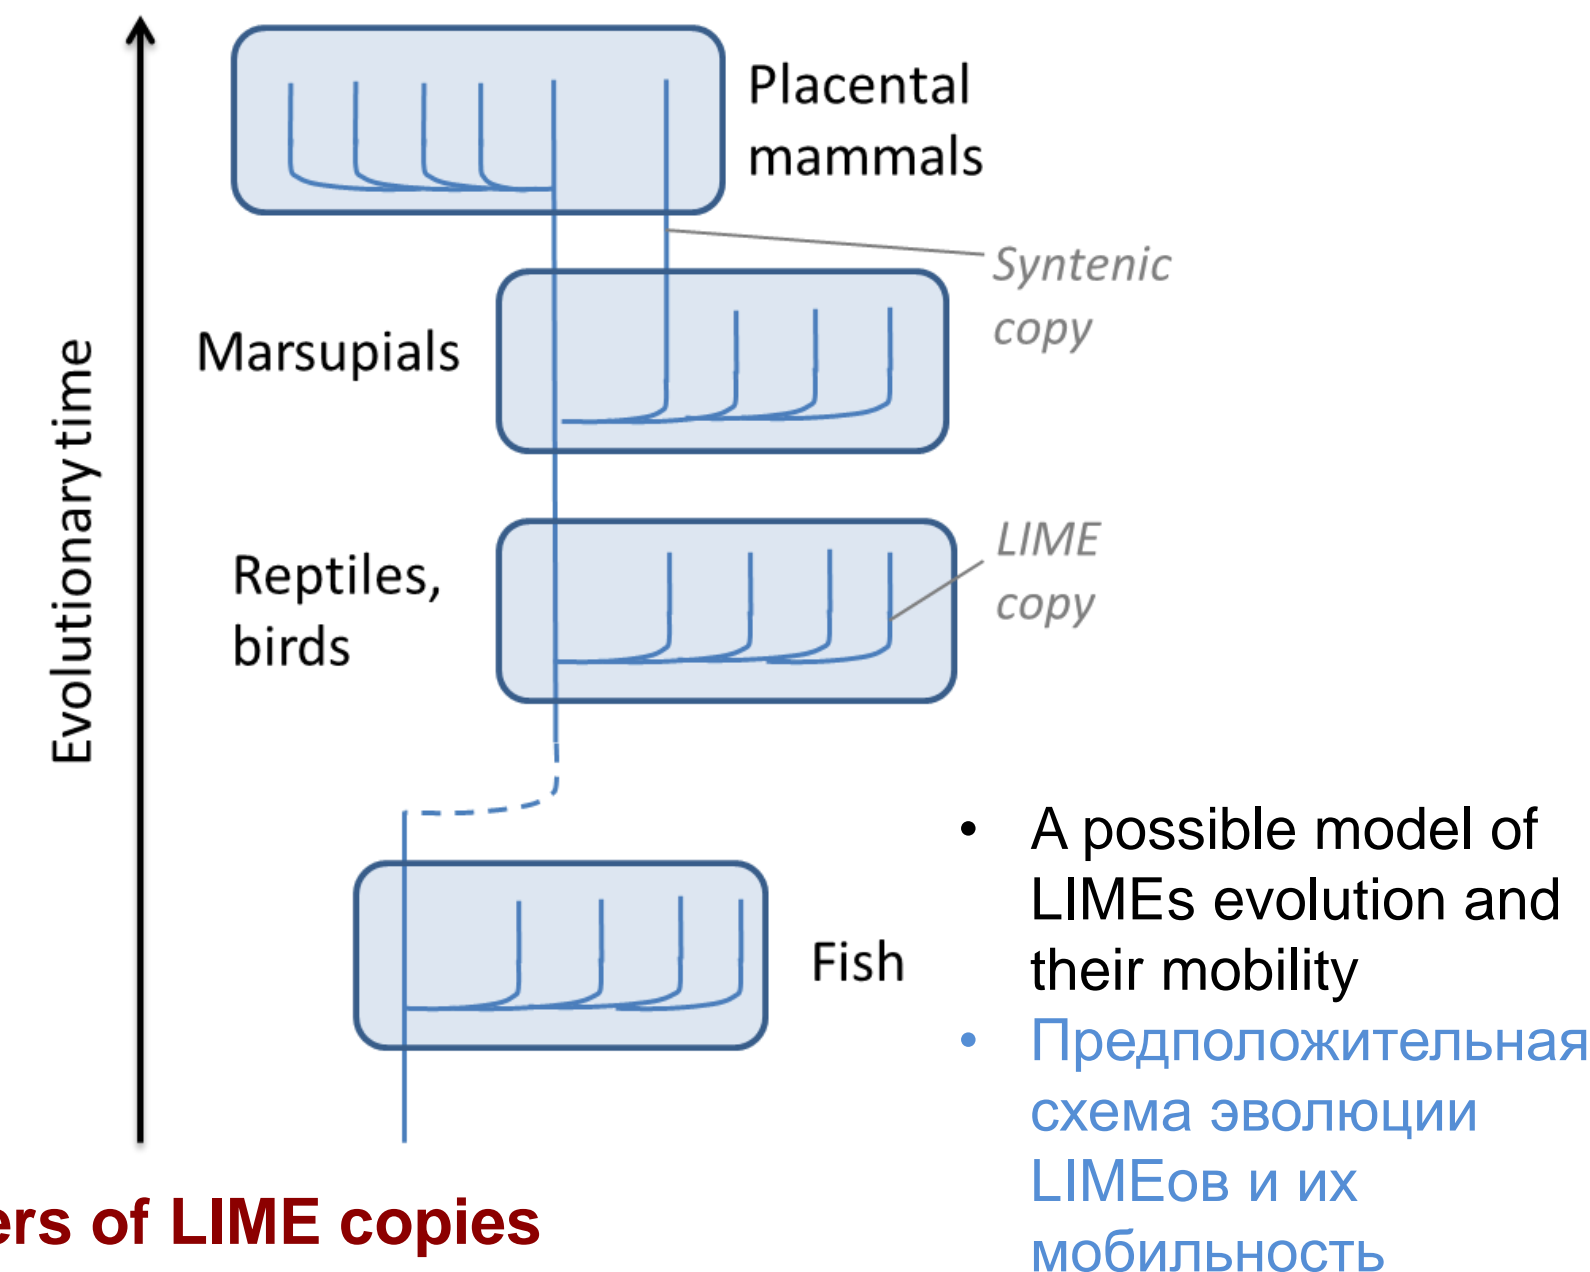 Placental
mammals
Syntenic
copy
Marsupials
Evolutionary time
LIME
copy
Reptiles,
birds
Fish
• A possible model of
LIMEs evolution and
their mobility
• Предположительная
схема эволюции
LIMEов и их
мобильность
ers of LIME copies